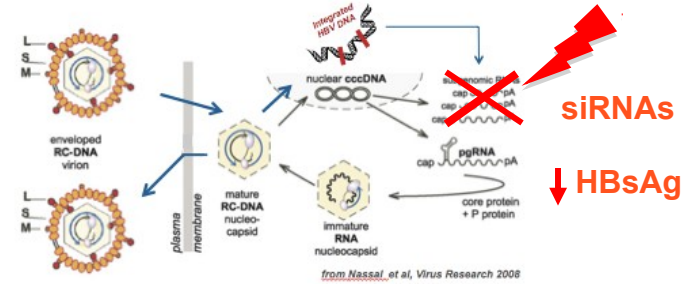 Integrated
HBV DNA
L
S
M
nuclear cccDNA
cap pA
cap pA
cap pA
siRNAs
enveloped
RC-DNA
virion
pgRNA
cap pA
HBsAg
L
S
M
plasma
membrane
mature
RC-DNA
nucleo-
capsid
immature
RNA
nucleocapsid
core protein
+ P protein
from Nassal et al, Virus Research 2008